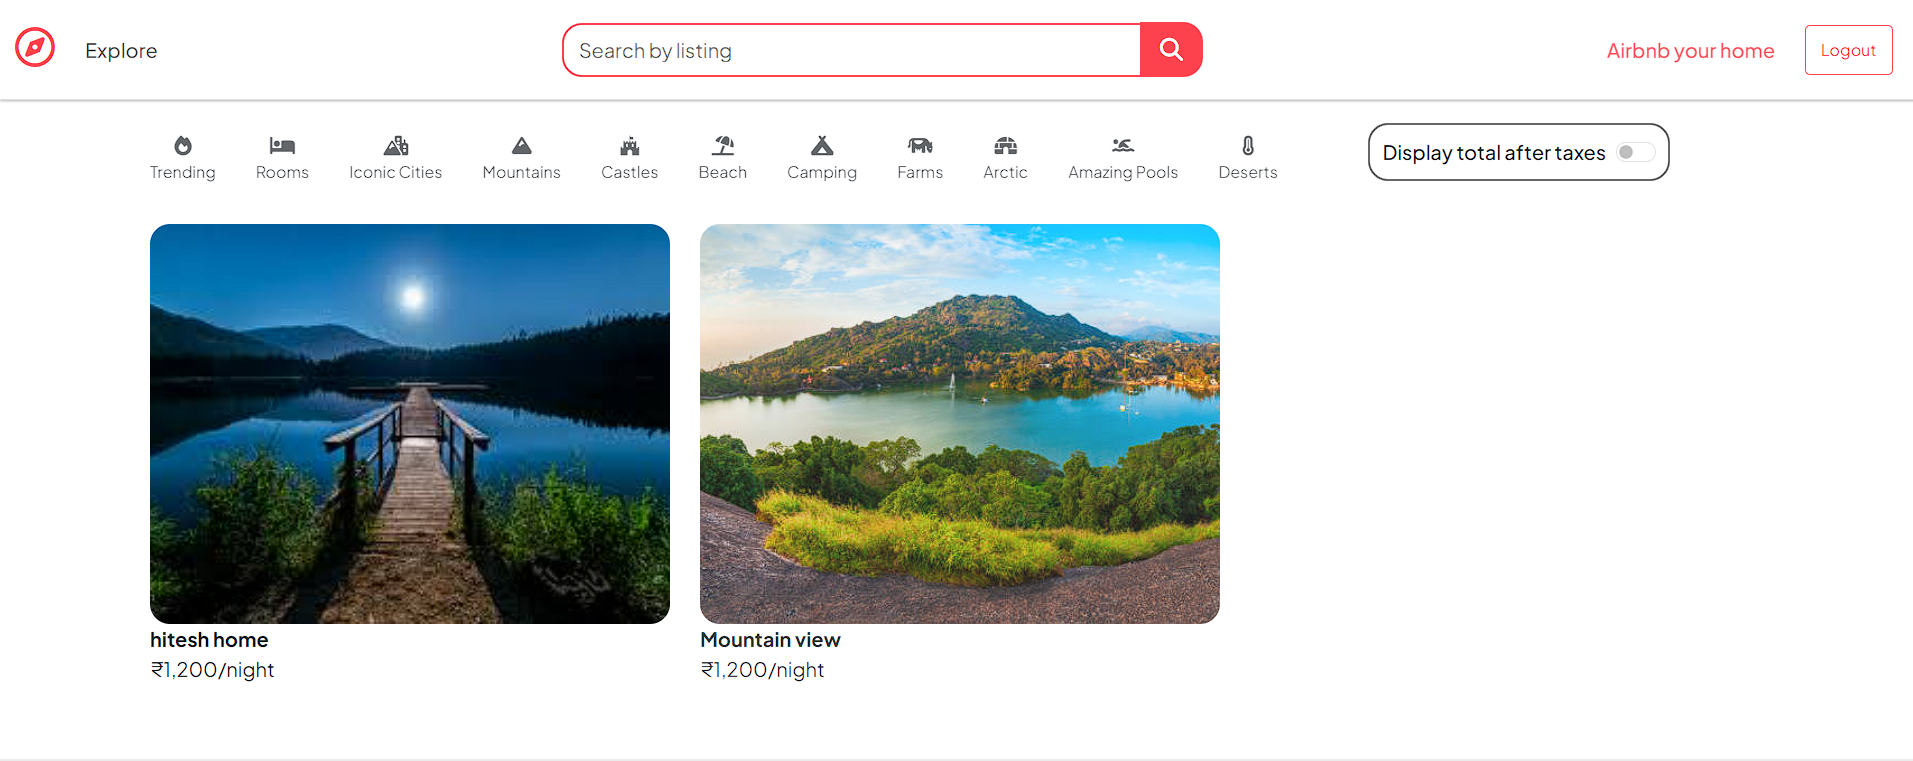 Explore
Search by listing
Airbnb your home
Logout
Trending
Rooms
Iconic Cities
Mountains
Castles
Beach
Camping
Farms
Arctic
Amazing Pools
Deserts
Display total after taxes
hitesh home
₹1,200/night
Mountain view
₹1,200/night